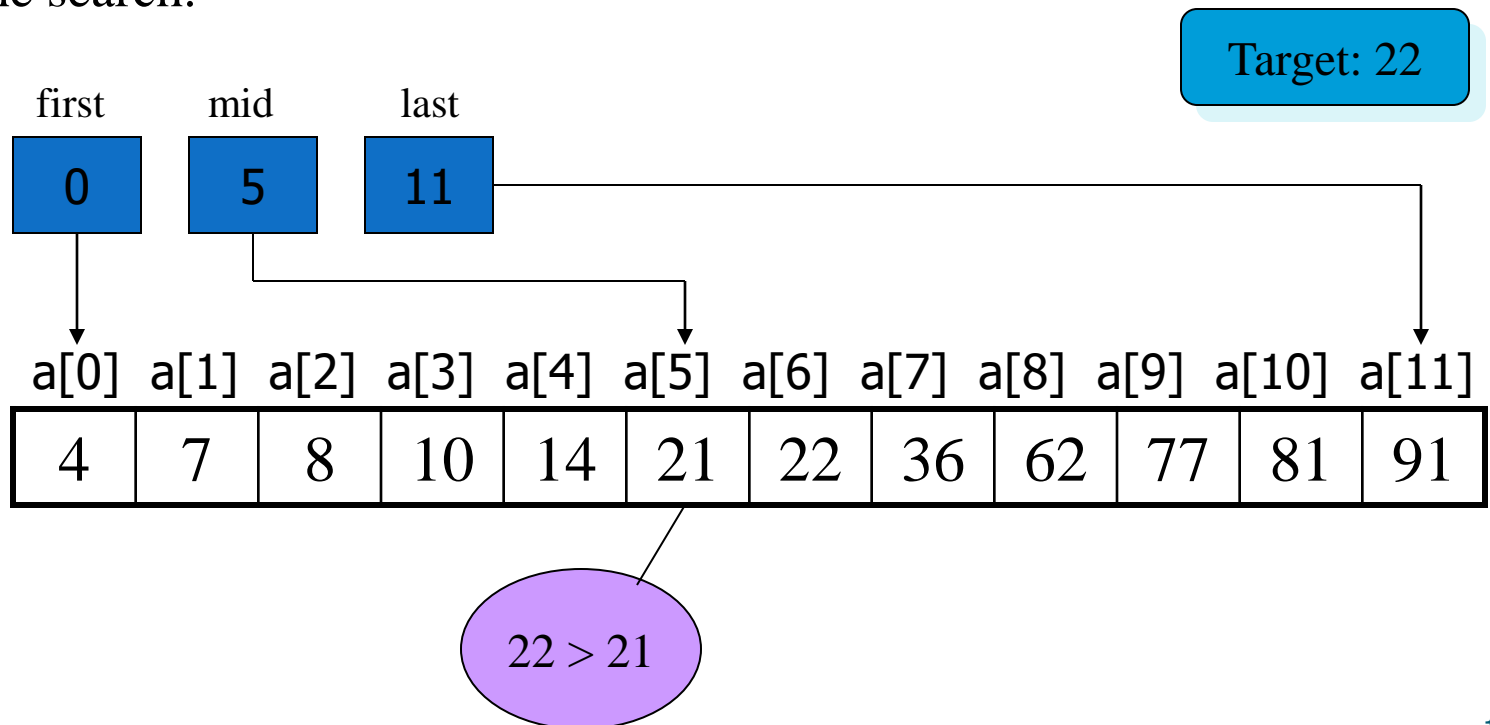 search.
Target: 22
first mid last
0 5 11
a[0] a[1] a[2] a[3] a[4] a[5] a[6] a[7] a[8] a[9] a[10] a[11]
4 7 8 10 14 21 22 36 62 77 81 91
22 > 21